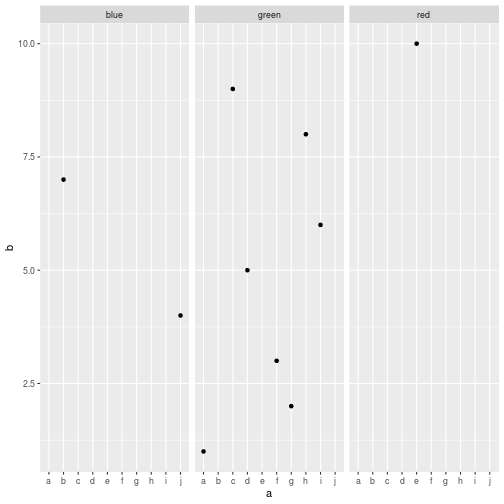 blue green red
10.0
7.5
5.0
2.5
b
a b c d e f g h i j a b c d e f g h i j a b c d e f g h i j
a